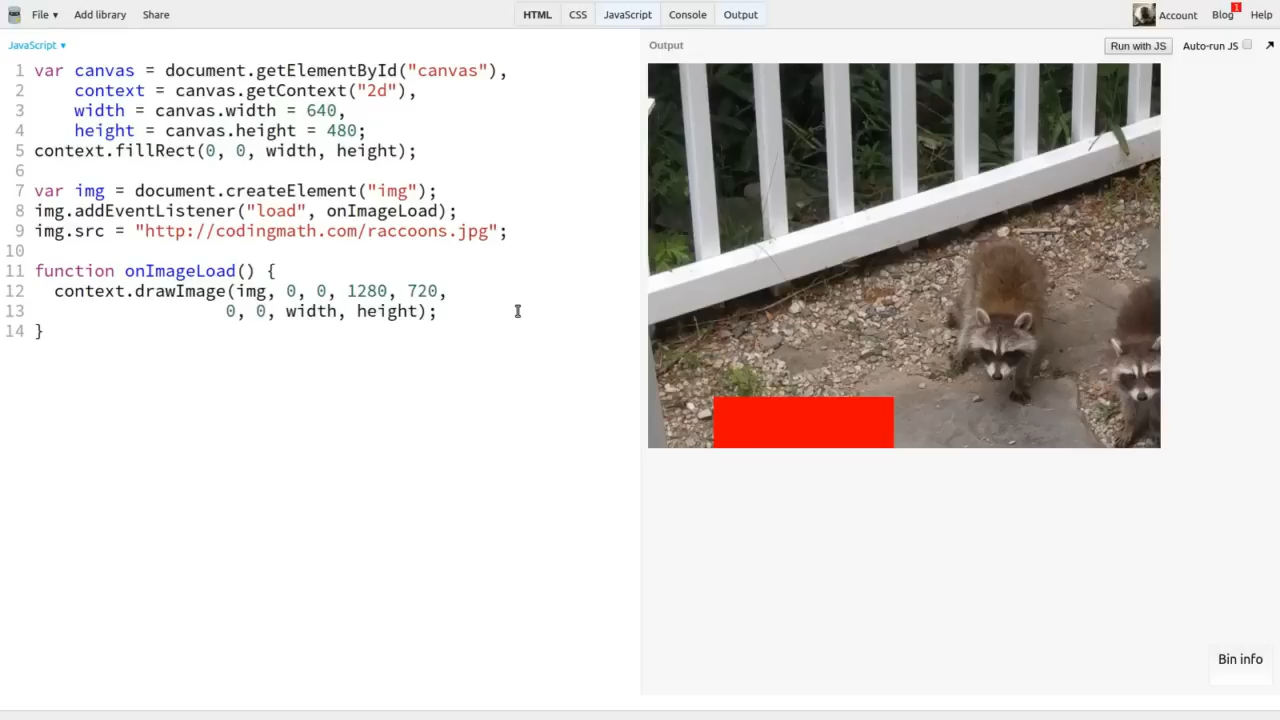 File ▾ Add library Share HTML CSS JavaScript Console Output Account Blog 1 Help
JavaScript ▾
Output Run with JS Auto-run JS
1 var canvas = document.getElementById("canvas"),
2 context = canvas.getContext("2d"),
3 width = canvas.width = 640,
4 height = canvas.height = 480;
5 context.fillRect(0, 0, width, height);
6
7 var img = document.createElement("img");
8 img.addEventListener("load", onImageLoad);
9 img.src = "http://codingmath.com/raccoons.jpg";
10
11 function onImageLoad() {
12 context.drawImage(img, 0, 0, 1280, 720,
13 0, 0, width, height);
14 }
Bin info